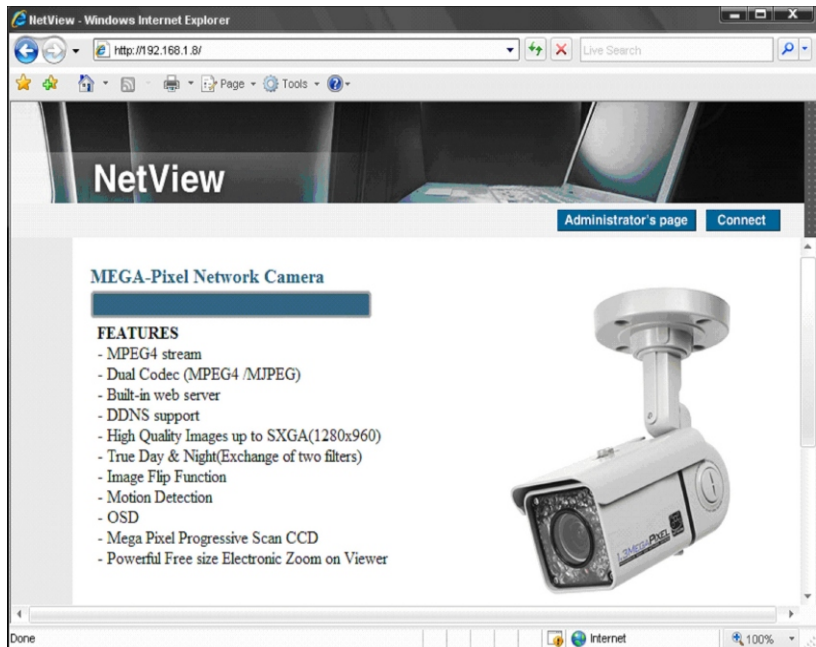 NetView - Windows Internet Explorer
http://192.168.1.8/
Live Search
Page
Tools
NetView
Administrator's page
Connect
MEGA-Pixel Network Camera
FEATURES
- MPEG4 stream
- Dual Codec (MPEG4 /MJPEG)
- Built-in web server
- DDNS support
- High Quality Images up to SXGA(1280x960)
- True Day & Night(Exchange of two filters)
- Image Flip Function
- Motion Detection
- OSD
- Mega Pixel Progressive Scan CCD
- Powerful Free size Electronic Zoom on Viewer
1.3MEGAPIXEL
Done
Internet
100%